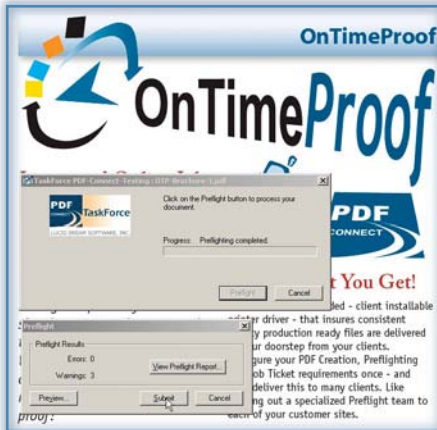 OnTimeProof
OnTimeProof
TaskForce PDF-Connect-Testing : OTP-Brochure-1.pdf
PDF
CONNECT
TaskForce
LUCID DREAM SOFTWARE, INC.
Click on the Preflight button to process your
document.
Progress: Preflighting completed.
Preflight
Cancel
PDF
CONNECT
t You Get!
ded - client installable
driver - that insures consistent
production ready files are delivered
ur doorstep from your clients.
gure your PDF Creation, Preflighting
ob Ticket requirements once - and
deliver this to many clients. Like
ng out a specialized Preflight team to
each of your customer sites.
Preflight
Preflight Results
Errors: 0
Warnings: 3
View Preflight Report...
Preview...
Submit
Cancel
proof!